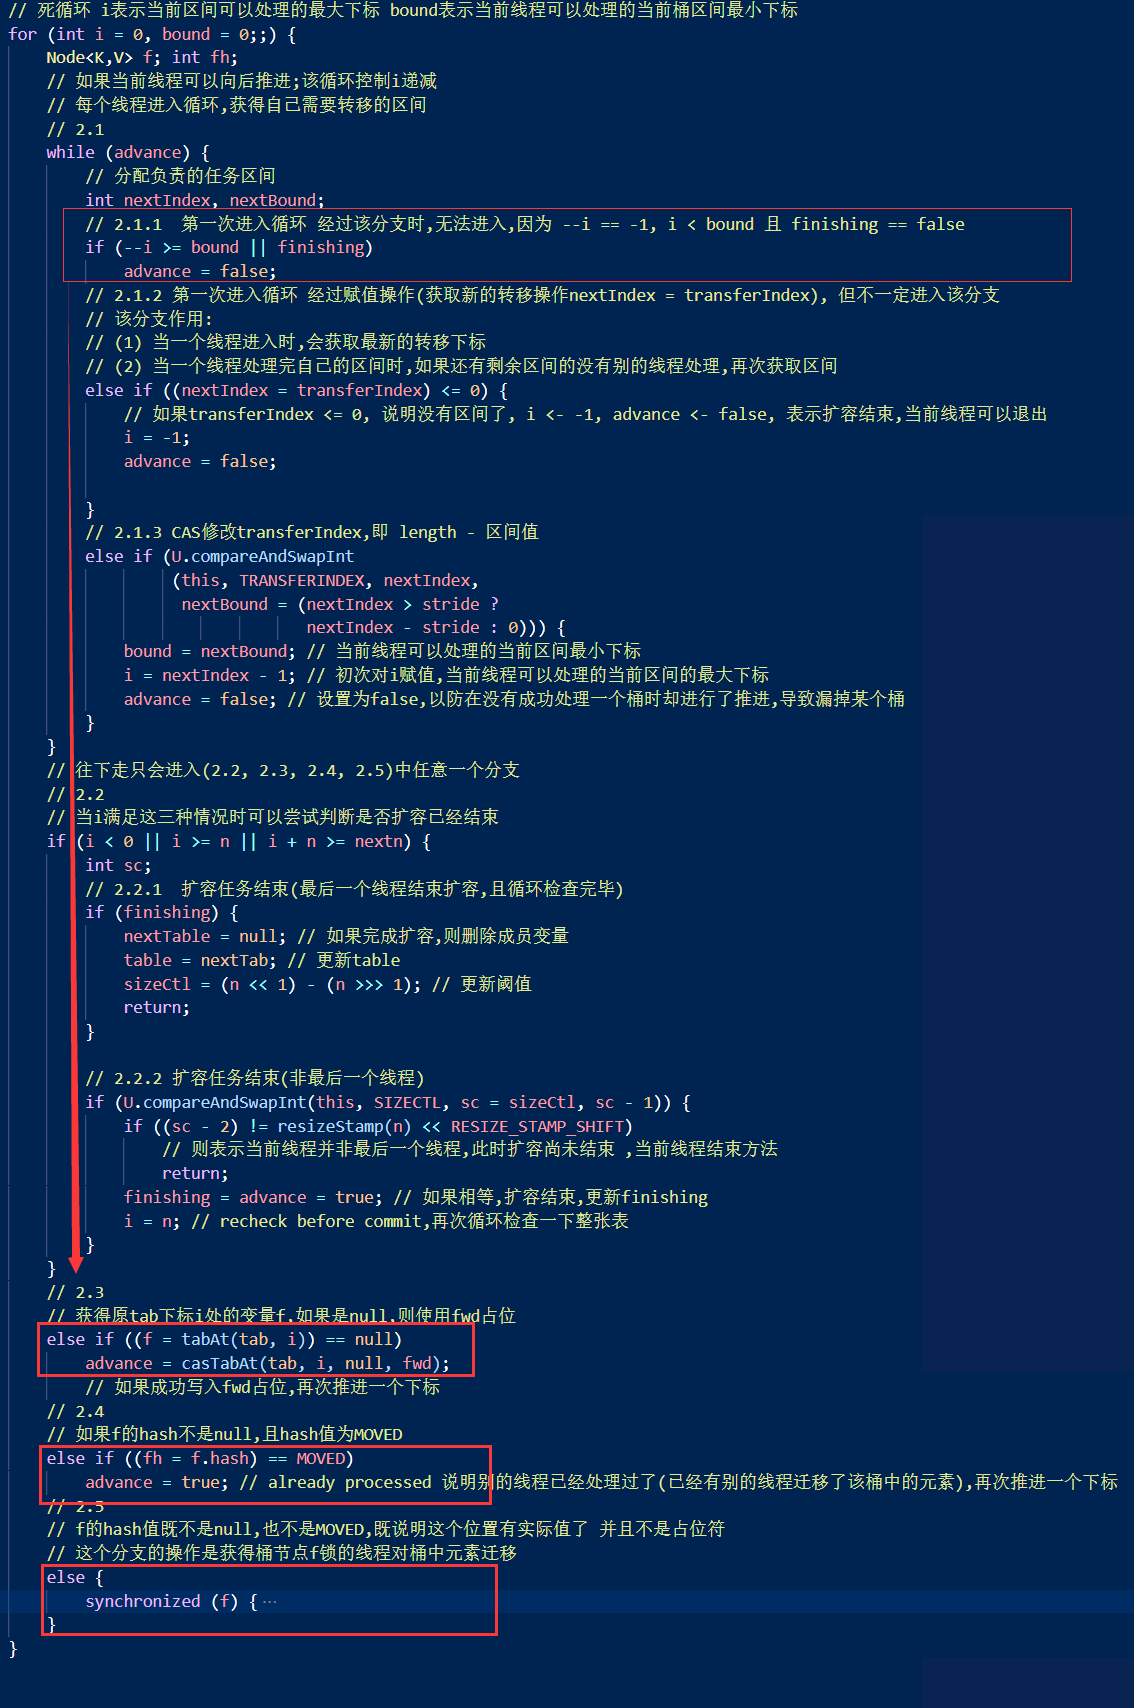 // 死循环 i表示当前区间可以处理的最大下标 bound表示当前线程可以处理的当前桶区间最小下标
for (int i = 0, bound = 0;;) {
Node<K,V> f; int fh;
// 如果当前线程可以向后推进;该循环控制i递减
// 每个线程进入循环,获得自己需要转移的区间
// 2.1
while (advance) {
// 分配负责的任务区间
int nextIndex, nextBound;
// 2.1.1  第一次进入循环 经过该分支时,无法进入,因为 --i == -1, i < bound 且 finishing == false
if (--i >= bound || finishing)
advance = false;
// 2.1.2 第一次进入循环 经过赋值操作(获取新的转移操作nextIndex = transferIndex), 但不一定进入该分支
// 该分支作用:
// (1) 当一个线程进入时,会获取最新的转移下标
// (2) 当一个线程处理完自己的区间时,如果还有剩余区间的没有别的线程处理,再次获取区间
else if ((nextIndex = transferIndex) <= 0) {
// 如果transferIndex <= 0, 说明没有区间了, i <- -1, advance <- false, 表示扩容结束,当前线程可以退出
i = -1;
advance = false;
}
// 2.1.3 CAS修改transferIndex,即 length - 区间值
else if (U.compareAndSwapInt
(this, TRANSFERINDEX, nextIndex,
nextBound = (nextIndex > stride ?
nextIndex - stride : 0))) {
bound = nextBound; // 当前线程可以处理的当前区间最小下标
i = nextIndex - 1; // 初次对i赋值,当前线程可以处理的当前区间的最大下标
advance = false; // 设置为false,以防在没有成功处理一个桶时却进行了推进,导致漏掉某个桶
}
}
// 往下走只会进入(2.2, 2.3, 2.4, 2.5)中任意一个分支
// 2.2
// 当i满足这三种情况时可以尝试判断是否扩容已经结束
if (i < 0 || i >= n || i + n >= nextn) {
int sc;
// 2.2.1  扩容任务结束(最后一个线程结束扩容,且循环检查完毕)
if (finishing) {
nextTable = null; // 如果完成扩容,则删除成员变量
table = nextTab; // 更新table
sizeCtl = (n << 1) - (n >>> 1); // 更新阈值
return;
}
// 2.2.2 扩容任务结束(非最后一个线程)
if (U.compareAndSwapInt(this, SIZECTL, sc = sizeCtl, sc - 1)) {
if ((sc - 2) != resizeStamp(n) << RESIZE_STAMP_SHIFT)
// 则表示当前线程并非最后一个线程,此时扩容尚未结束 ,当前线程结束方法
return;
finishing = advance = true; // 如果相等,扩容结束,更新finishing
i = n; // recheck before commit,再次循环检查一下整张表
}
}
// 2.3
// 获得原tab下标i处的变量f,如果是null,则使用fwd占位
else if ((f = tabAt(tab, i)) == null)
advance = casTabAt(tab, i, null, fwd);
// 如果成功写入fwd占位,再次推进一个下标
// 2.4
// 如果f的hash不是null,且hash值为MOVED
else if ((fh = f.hash) == MOVED)
advance = true; // already processed 说明别的线程已经处理过了(已经有别的线程迁移了该桶中的元素),再次推进一个下标
// 2.5
// f的hash值既不是null,也不是MOVED,既说明这个位置有实际值了 并且不是占位符
// 这个分支的操作是获得桶节点f锁的线程对桶中元素迁移
else {
synchronized (f) { ···
}
}